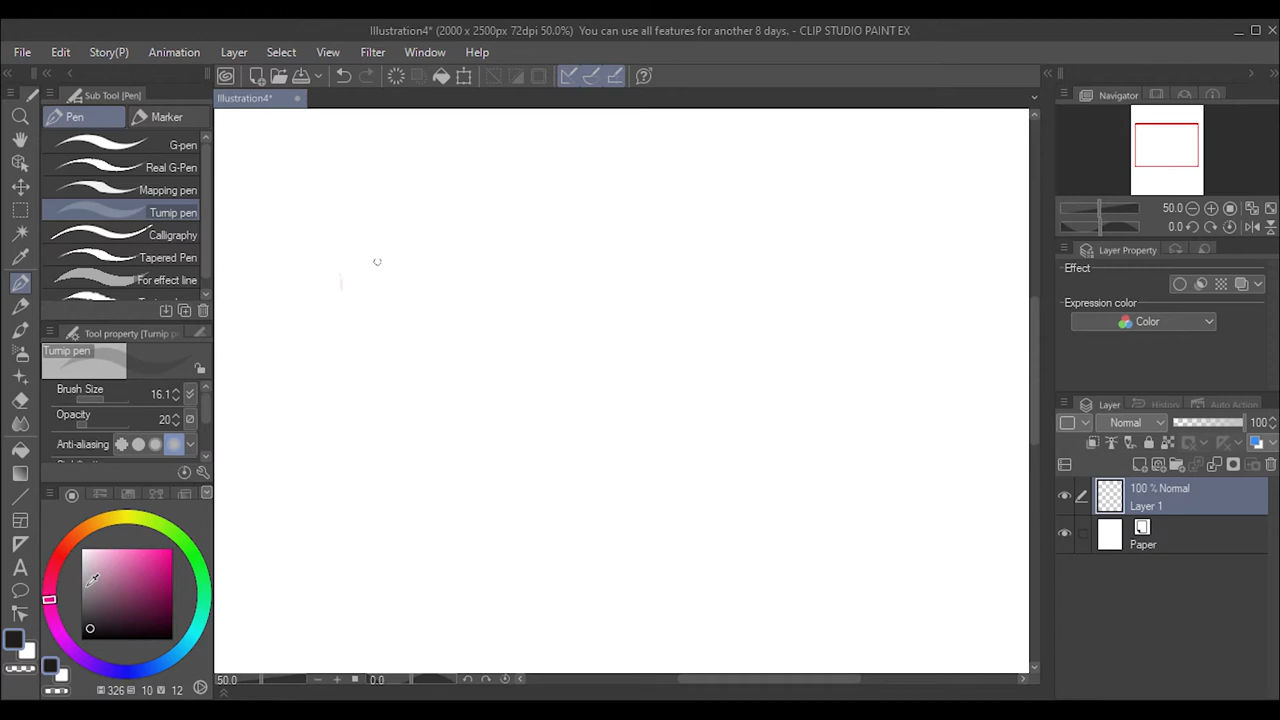 Illustration4* (2000 x 2500px 72dpi 50.0%) You can use all features for another 8 days. - CLIP STUDIO PAINT EX
File Edit Story(P) Animation Layer Select View Filter Window Help
Sub Tool [Pen]
Illustration4*
Navigator
Pen Marker
G-pen
Real G-Pen
Mapping pen
Turnip pen
Calligraphy
Tapered Pen
For effect line
50.0
0.0
Layer Property
Effect
Expression color
Color
Tool property [Turnip p
Turnip pen
Brush Size 16.1
Opacity 20
Anti-aliasing
Layer History Auto Action
Normal 100
100 % Normal
Layer 1
Paper
50.0 0.0
H 326 S 10 V 12